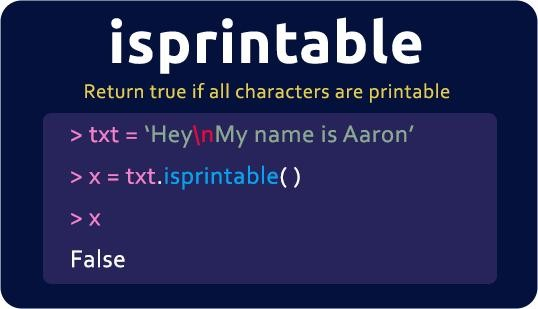 isprintable
Return true if all characters are printable
> txt = ‘Hey\nMy name is Aaron’
> x = txt.isprintable( )
> x
False